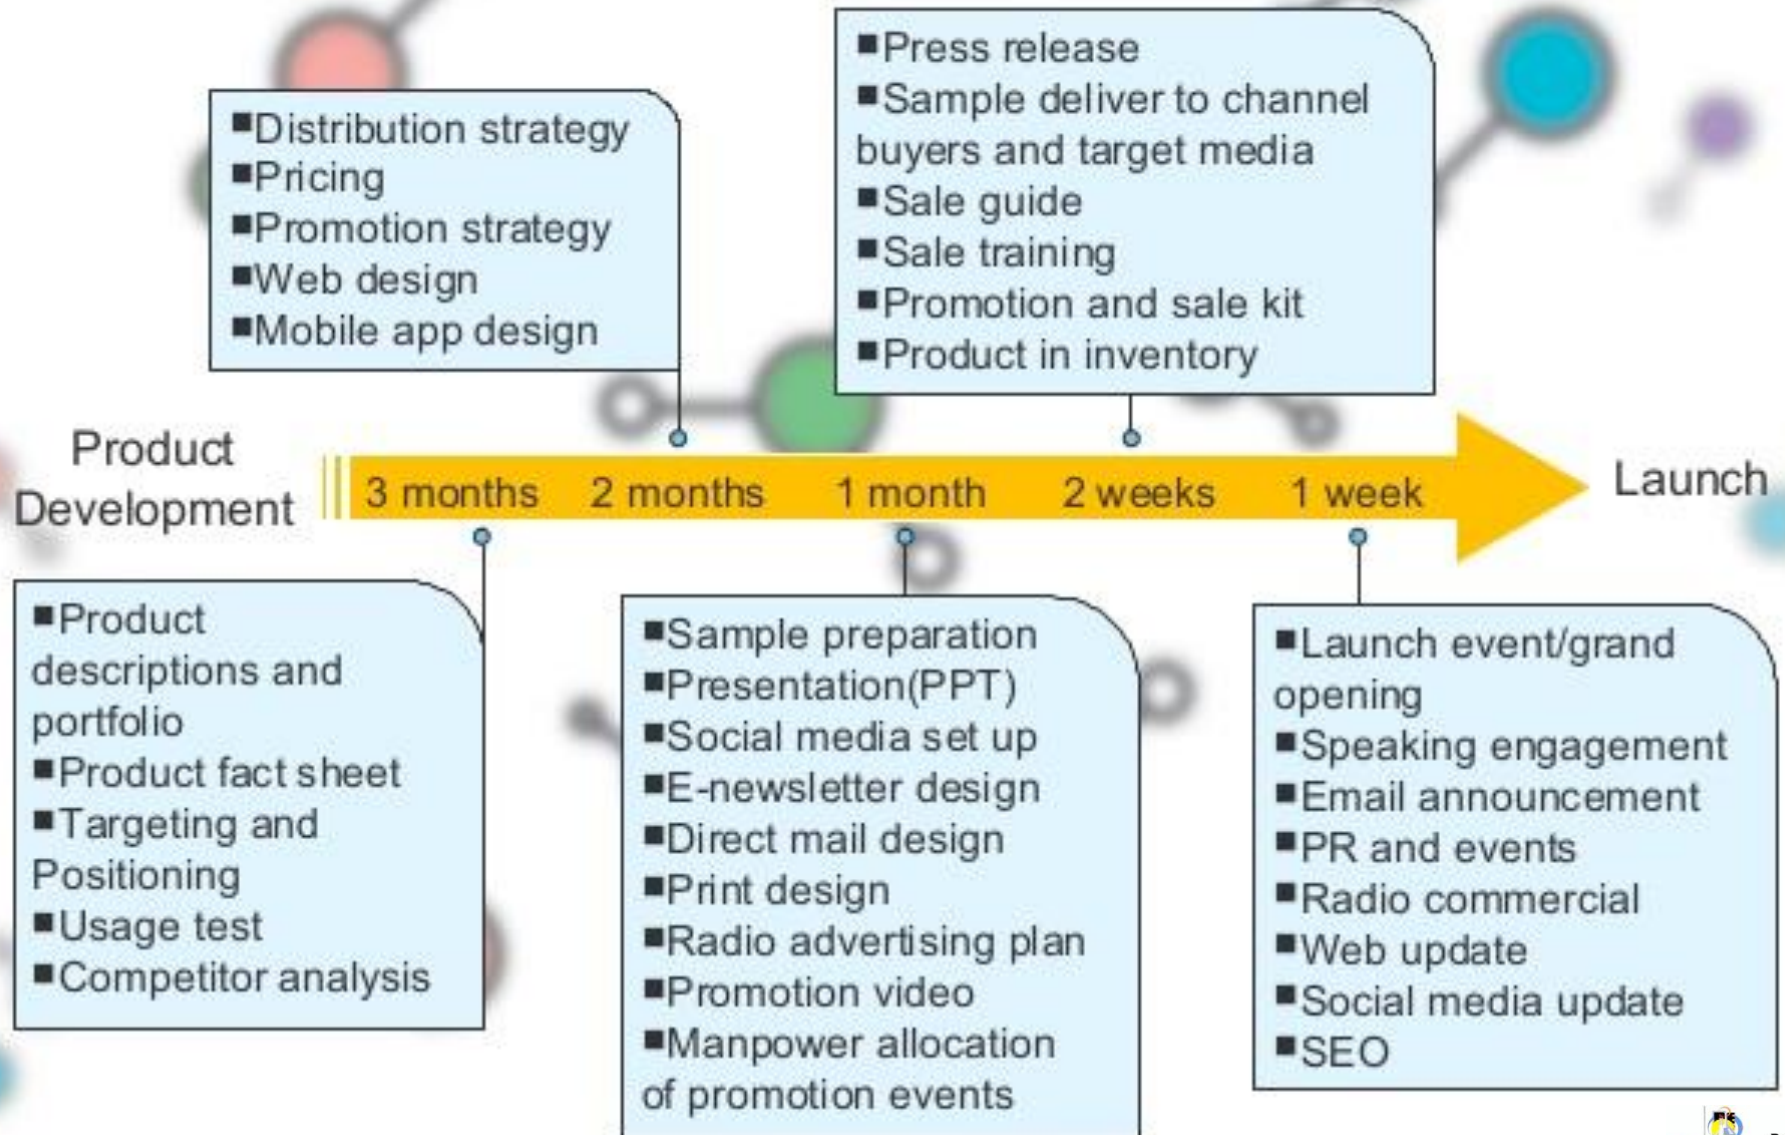 ■Distribution strategy
■Pricing
■Promotion strategy
■Web design
■Mobile app design
■Press release
■Sample deliver to channel
buyers and target media
■Sale guide
■Sale training
■Promotion and sale kit
■Product in inventory
Product
Development
3 months
2 months
1 month
2 weeks
1 week
Launch
■Product
descriptions and
portfolio
■Product fact sheet
■Targeting and
Positioning
■Usage test
■Competitor analysis
■Sample preparation
■Presentation(PPT)
■Social media set up
■E-newsletter design
■Direct mail design
■Print design
■Radio advertising plan
■Promotion video
■Manpower allocation
of promotion events
■Launch event/grand
opening
■Speaking engagement
■Email announcement
■PR and events
■Radio commercial
■Web update
■Social media update
■SEO